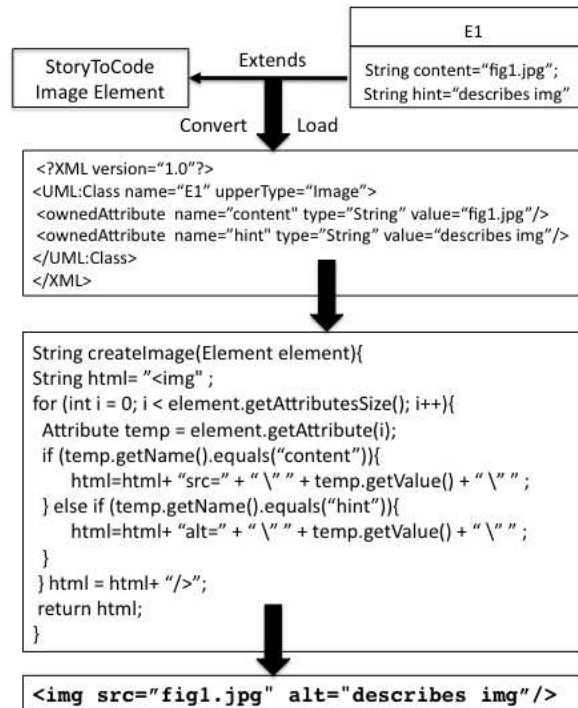 E1
String content=“fig1.jpg”;
String hint=“describes img”
StoryToCode
Image Element
Extends
Convert Load
<?XML version=“1.0”?>
<UML:Class name=“E1” upperType=“Image”>
<ownedAttribute name=“content" type=“String” value=“fig1.jpg”/>
<ownedAttribute name=“hint" type=“String” value=“describes img”/>
</UML:Class>
</XML>
String createImage(Element element){
String html= ”<img" ;
for (int i = 0; i < element.getAttributesSize(); i++){
Attribute temp = element.getAttribute(i);
if (temp.getName().equals(“content”)){
html=html+ “src=” + “ \” ” + temp.getValue() + “ \” ” ;
} else if (temp.getName().equals(“hint”)){
html=html+ “alt=” + “ \” ” + temp.getValue() + “ \” ” ;
}
} html = html+ “/>”;
return html;
}
<img src=”fig1.jpg" alt="describes img”/>